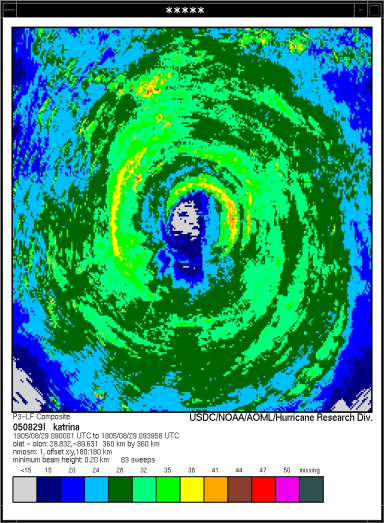 *****
P3-LF Composite
USDC/NOAA/AOML/Hurricane Research Div.
050829I katrina
1905/08/29 090001 UTC to 1905/08/29 093958 UTC
olat - olon: 28.832,-89.631 360 km by 360 km
nmosm: 1, offset:xy,180:180 km
minimum beam height: 0.20 km 83 sweeps
<15 15 20 24 28 32 35 38 41 44 47 50 missing